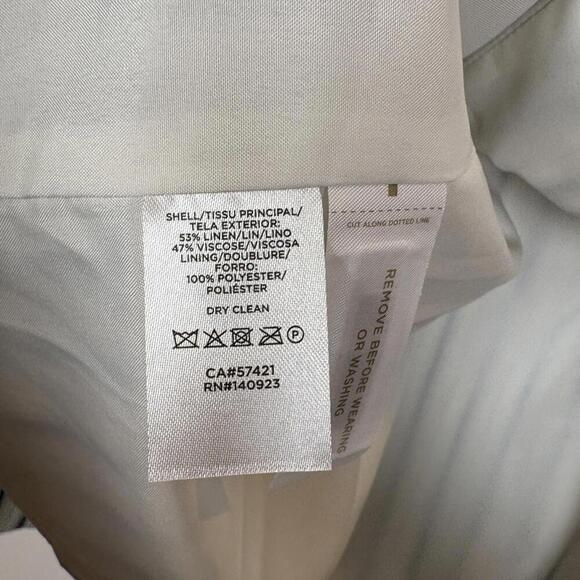 SHELL/TISSU PRINCIPAL/
TELA EXTERIOR:
53% LINEN/LIN/LINO
47% VISCOSE/VISCOSA
LINING/DOUBLURE/
FORRO:
100% POLYESTER/
POLIÉSTER
DRY CLEAN
P
CA#57421
RN#140923
CUT ALONG DOTTED LINE
REMOVE BEFORE WEARING
OR WASHING